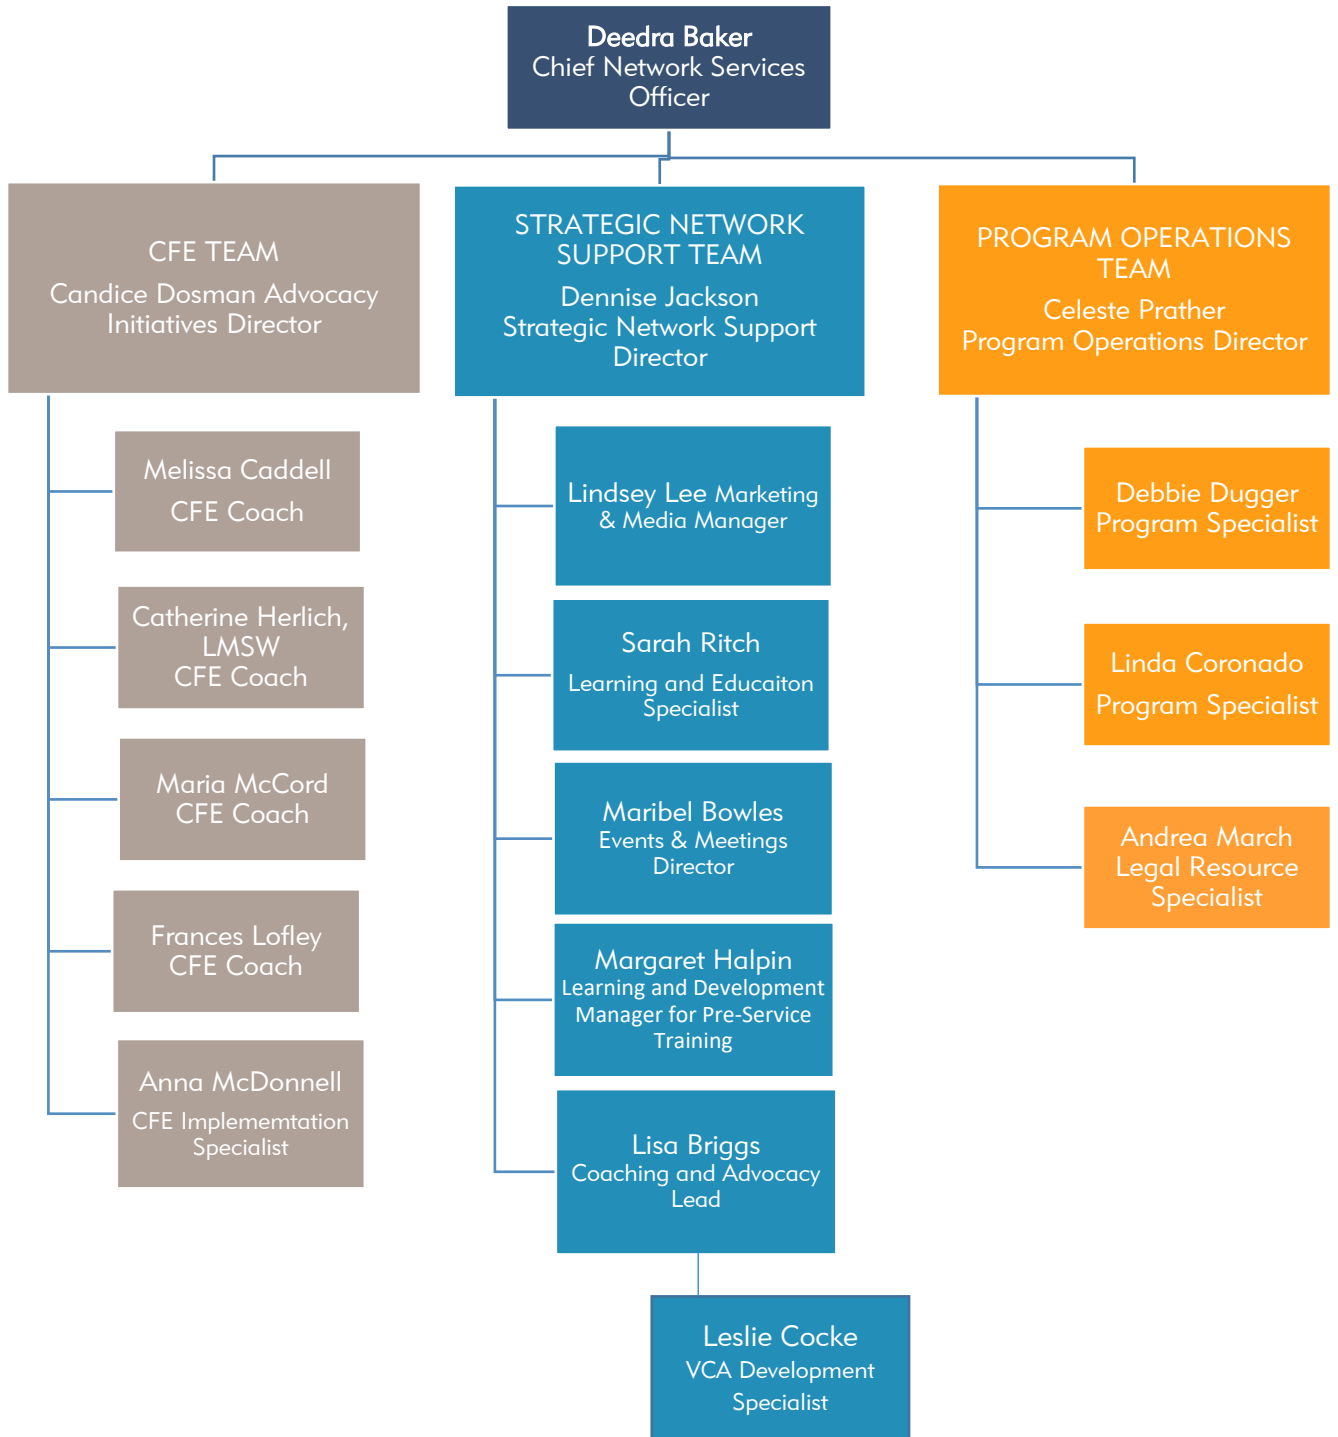 Deedra Baker
Chief Network Services
Officer
CFE TEAM
Candice Dosman Advocacy
Initiatives Director
STRATEGIC NETWORK
SUPPORT TEAM
Dennise Jackson
Strategic Network Support
Director
PROGRAM OPERATIONS
TEAM
Celeste Prather
Program Operations Director
Melissa Caddell
CFE Coach
Catherine Herlich,
LMSW
CFE Coach
Maria McCord
CFE Coach
Frances Lofley
CFE Coach
Anna McDonnell
CFE Implememtation
Specialist
Lindsey Lee Marketing
& Media Manager
Sarah Ritch
Learning and Educaiton
Specialist
Maribel Bowles
Events & Meetings
Director
Margaret Halpin
Learning and Development
Manager for Pre-Service
Training
Lisa Briggs
Coaching and Advocacy
Lead
Leslie Cocke
VCA Development
Specialist
Debbie Dugger
Program Specialist
Linda Coronado
Program Specialist
Andrea March
Legal Resource
Specialist